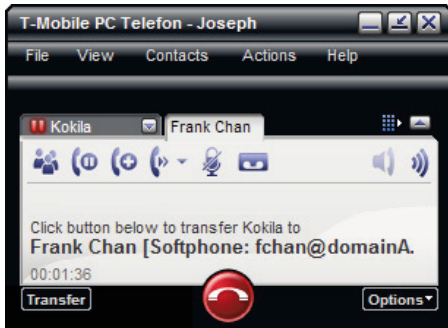 T-Mobile PC Telefon - Joseph
File View Contacts Actions Help
Kokila Frank Chan
Click button below to transfer Kokila to
Frank Chan [Softphone: fchan@domainA.
00:01:36
Transfer Options